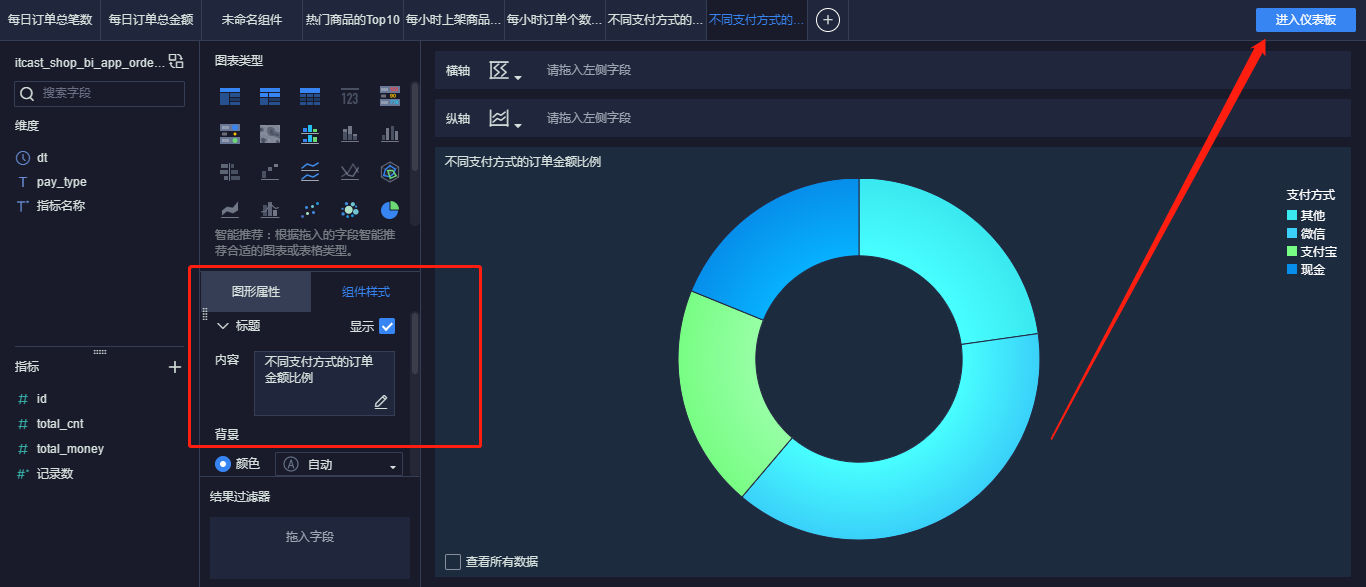 每日订单总笔数
每日订单总金额
未命名组件
热门商品的Top10
每小时上架商品...
每小时订单个数...
不同支付方式的...
不同支付方式的...
进入仪表板
itcast_shop_bi_app_orde...
搜索字段
维度
dt
T pay_type
T* 指标名称
指标
# id
# total_cnt
# total_money
#* 记录数
图表类型
123
智能推荐：根据拖入的字段智能推
荐合适的图表或表格类型。
图形属性
组件样式
标题
显示
内容
不同支付方式的订单
金额比例
背景
颜色
A 自动
结果过滤器
拖入字段
横轴
请拖入左侧字段
纵轴
请拖入左侧字段
不同支付方式的订单金额比例
支付方式
其他
微信
支付宝
现金
查看所有数据